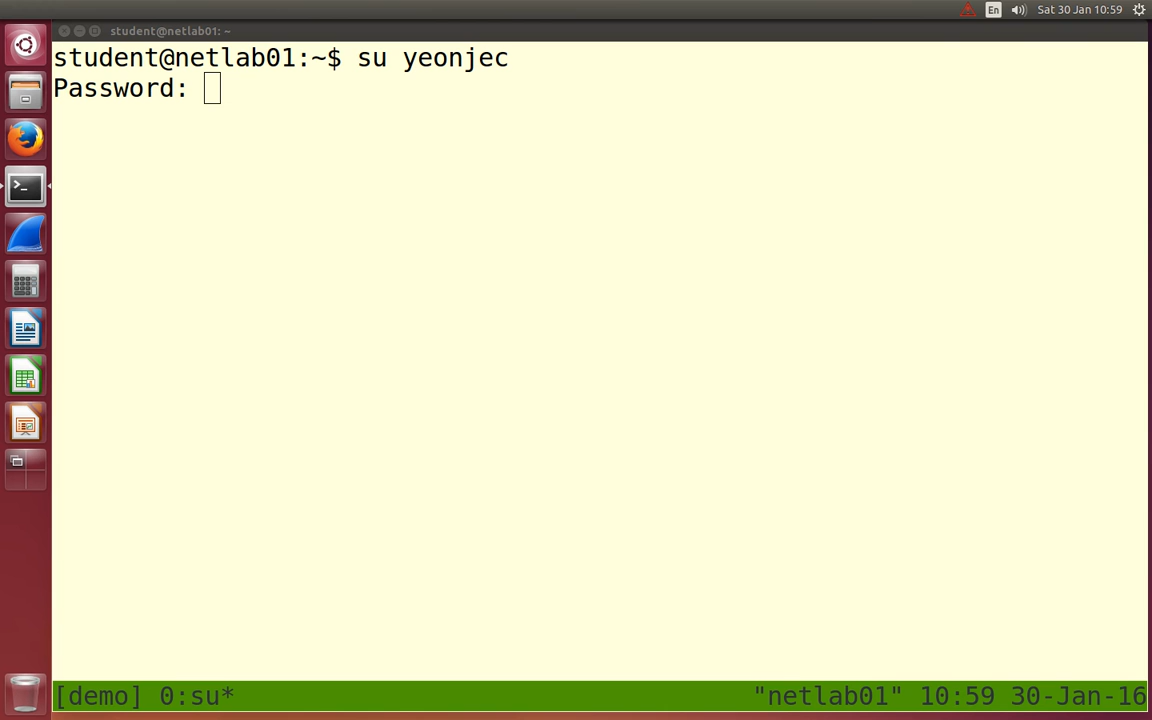 En Sat 30 Jan 10:59
student@netlab01: ~
student@netlab01:~$ su yeonjec
Password:
[demo] 0:su* "netlab01" 10:59 30-Jan-16